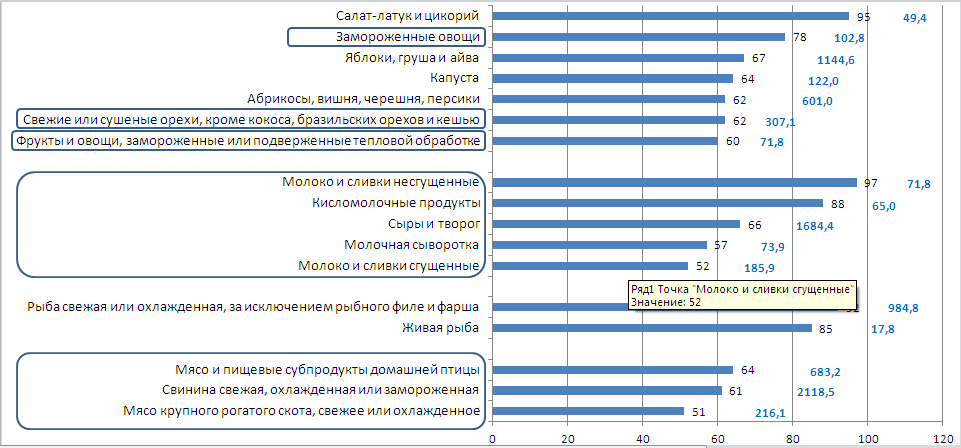 Салат-латук и цикорий 95 49,4
Замороженные овощи 78 102,8
Яблоки, груша и айва 67 1144,6
Капуста 64 122,0
Абрикосы, вишня, черешня, персики 62 601,0
Свежие или сушеные орехи, кроме кокоса, бразильских орехов и кешью 62 307,1
Фрукты и овощи, замороженные или подверженные тепловой обработке 60 71,8
Молоко и сливки несгущенные 97 71,8
Кисломолочные продукты 88 65,0
Сыры и творог 66 1684,4
Молочная сыворотка 57 73,9
Молоко и сливки сгущенные 52 185,9
Ряд1 Точка "Молоко и сливки сгущенные"
Значение: 52
Рыба свежая или охлажденная, за исключением рыбного филе и фарша 984,8
Живая рыба 85 17,8
Мясо и пищевые субпродукты домашней птицы 64 683,2
Свинина свежая, охлажденная или замороженная 61 2118,5
Мясо крупного рогатого скота, свежее или охлажденное 51 216,1
0 20 40 60 80 100 120